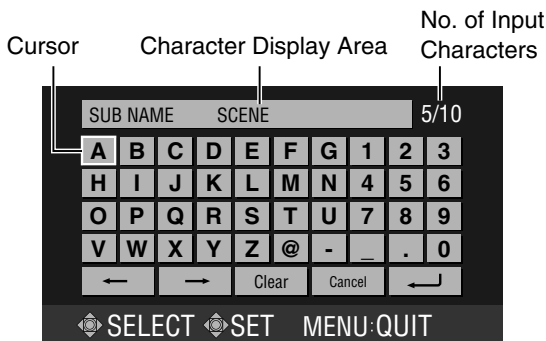 No. of Input
Cursor Character Display Area Characters
SUB NAME SCENE 5/10
A B C D E F G 1 2 3
H I J K L M N 4 5 6
O P Q R S T U 7 8 9
V W X Y Z @ - _ . 0
← → Clear Cancel ↵
SELECT SET MENU:QUIT